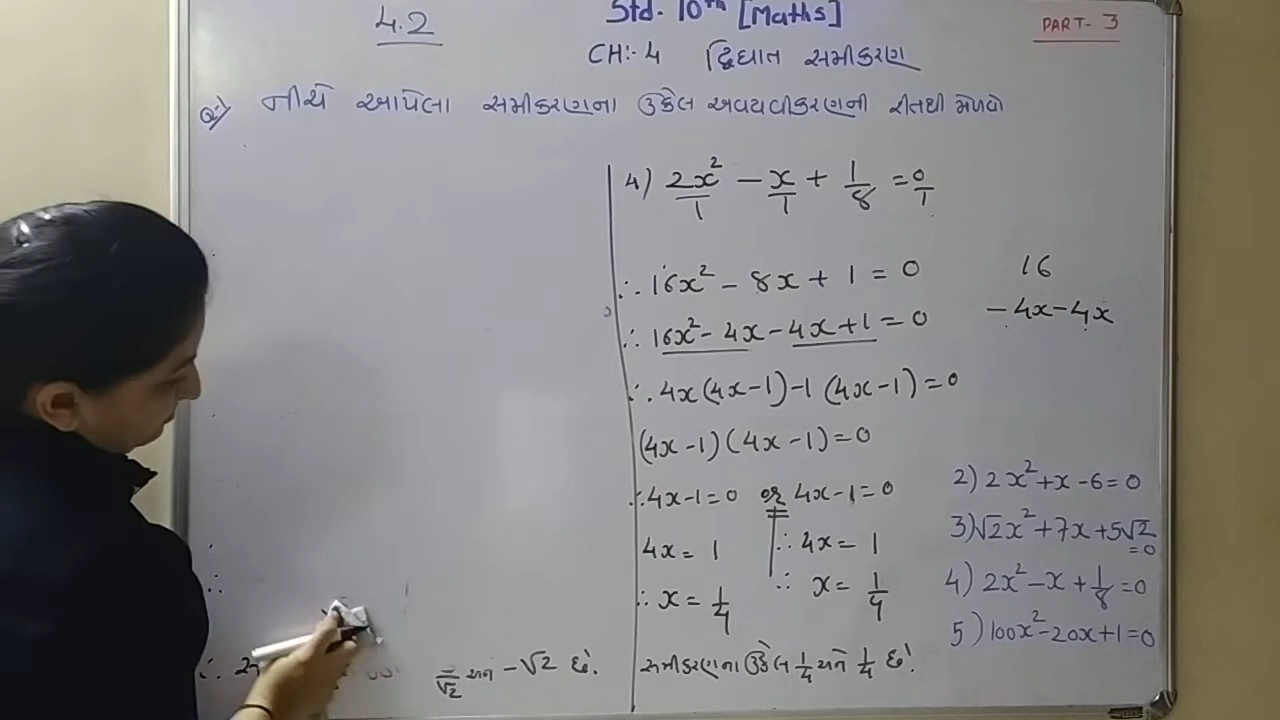 4.2
Std. 10th [Maths]
PART- 3
CH:- 4 દ્વિઘાત સમીકરણ
Q:) નીચે આપેલા સમીકરણના ઉકેલ અવયવીકરણની રીતથી મેળવો
4) 2x²/1 - x/1 + 1/8 = 0/1
∴ 16x² - 8x + 1 = 0
16
∴ 16x² - 4x - 4x + 1 = 0
- 4x - 4x
∴ 4x (4x - 1) - 1 (4x - 1) = 0
(4x - 1) (4x - 1) = 0
∴ 4x - 1 = 0 or 4x - 1 = 0
4x = 1 ∴ 4x = 1
∴ x = 1/4 ∴ x = 1/4
સમીકરણના ઉકેલ 1/4 અને 1/4 છે.
2) 2x² + x - 6 = 0
3) √2x² + 7x + 5√2 = 0
4) 2x² - x + 1/8 = 0
5) 100x² - 20x + 1 = 0
∴
∴
√2 અને -√2 છે.